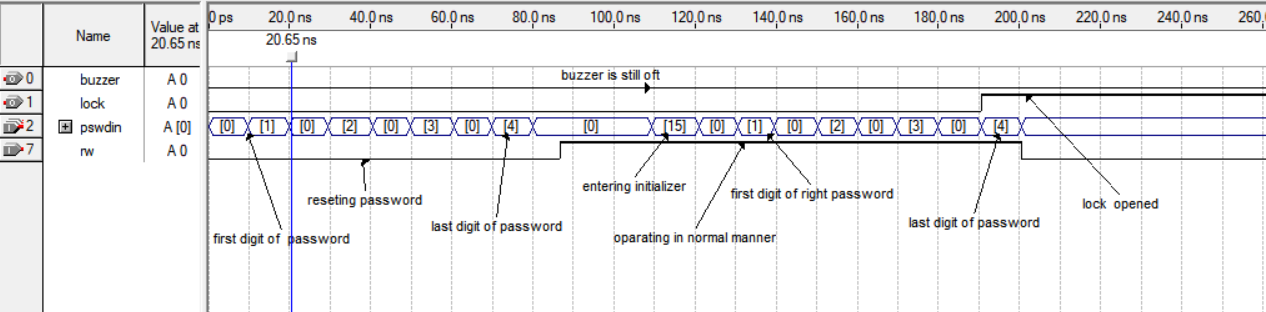 Name
Value at
20.65 ns
0 ps 20.0 ns 40.0 ns 60.0 ns 80.0 ns 100.0 ns 120.0 ns 140.0 ns 160.0 ns 180.0 ns 200.0 ns 220.0 ns 240.0 ns 260.
20.65 ns
0 buzzer A 0 buzzer is still oft
1 lock A 0
2 pswdin A [0] [0] [1] [0] [2] [0] [3] [0] [4] [0] [15] [0] [1] [0] [2] [0] [3] [0] [4]
7 rw A 0
entering initializer
first digit of right password
reseting password
lock opened
last digit of password
last digit of password
first digit of password
oparating in normal manner